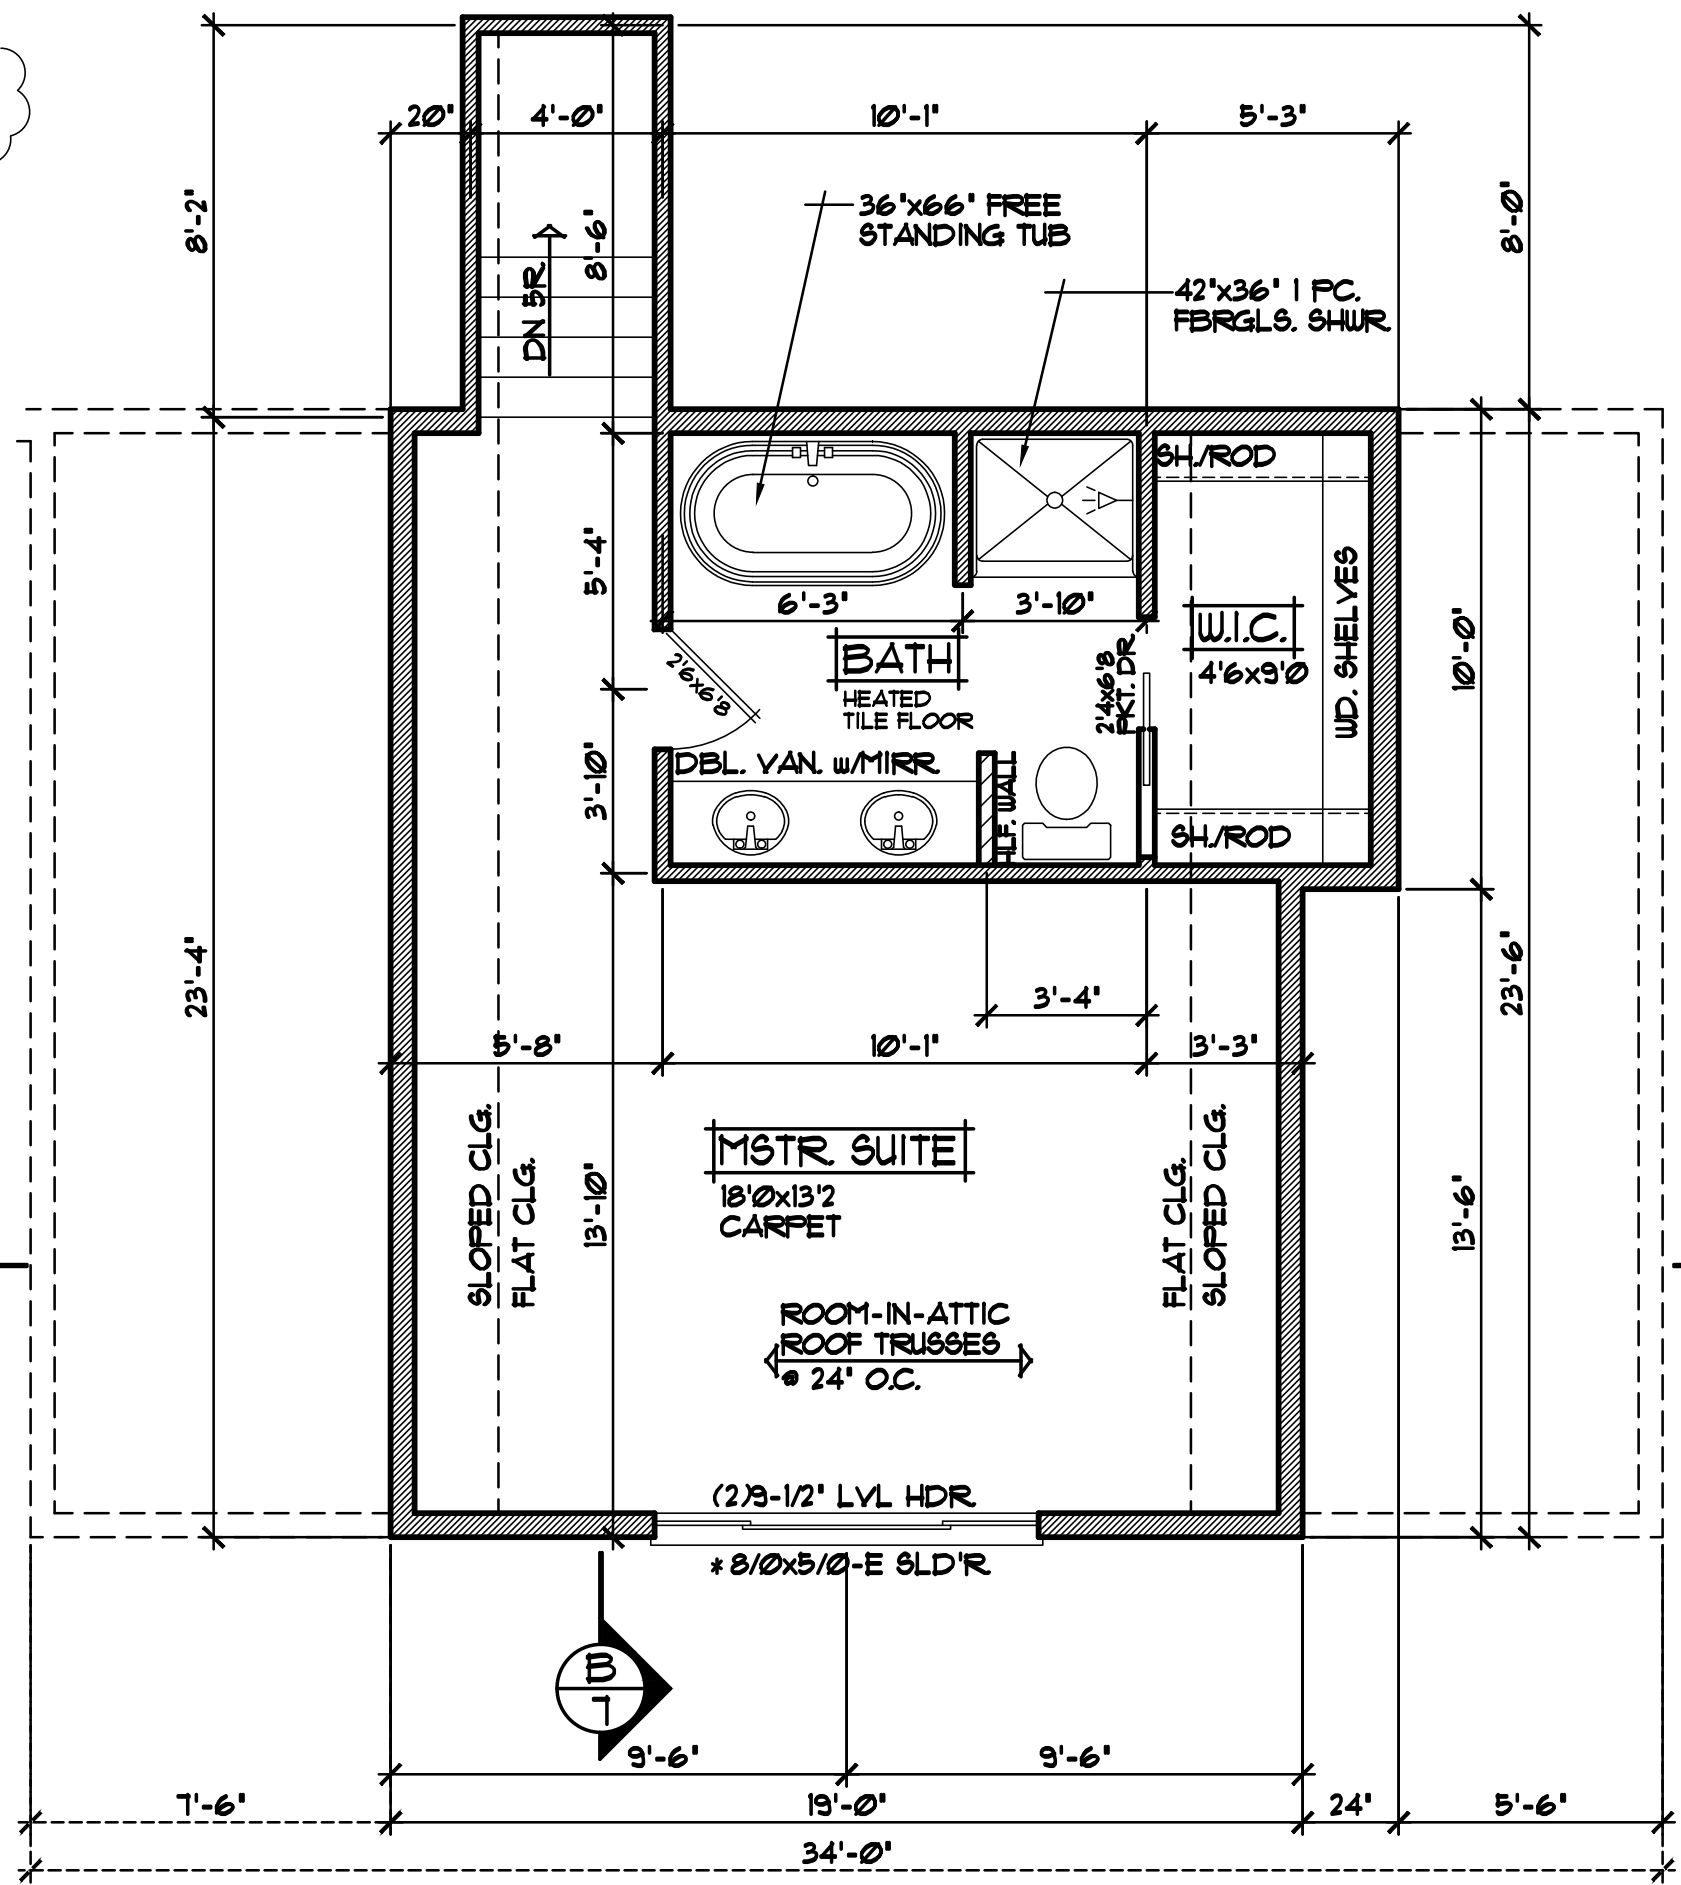 20"
4'-0"
10'-1"
5'-3"
8'-2"
8'-6"
8'-0"
36"x66" FREE
STANDING TUB
42"x36" 1 PC.
FBRGLS. SHWR.
DN 5R
SH./ROD
5'-4"
6'-3"
3'-10"
W.I.C.
4'6x9'0
WD. SHELVES
10'-0"
BATH
HEATED
TILE FLOOR
2'6x6'8
2'4x6'8
PKT. DR.
DBL. VAN. w/MIRR.
3'-10"
HLF. WALL
SH./ROD
23'-4"
23'-6"
3'-4"
5'-8"
10'-1"
3'-3"
MSTR. SUITE
18'0x13'2
CARPET
SLOPED CLG.
FLAT CLG.
13'-10"
FLAT CLG.
SLOPED CLG.
13'-6"
ROOM-IN-ATTIC
ROOF TRUSSES
@ 24" O.C.
(2)9-1/2" LVL HDR.
* 8/0x5/0-E SLD'R.
B
7
9'-6"
9'-6"
7'-6"
19'-0"
24"
5'-6"
34'-0"